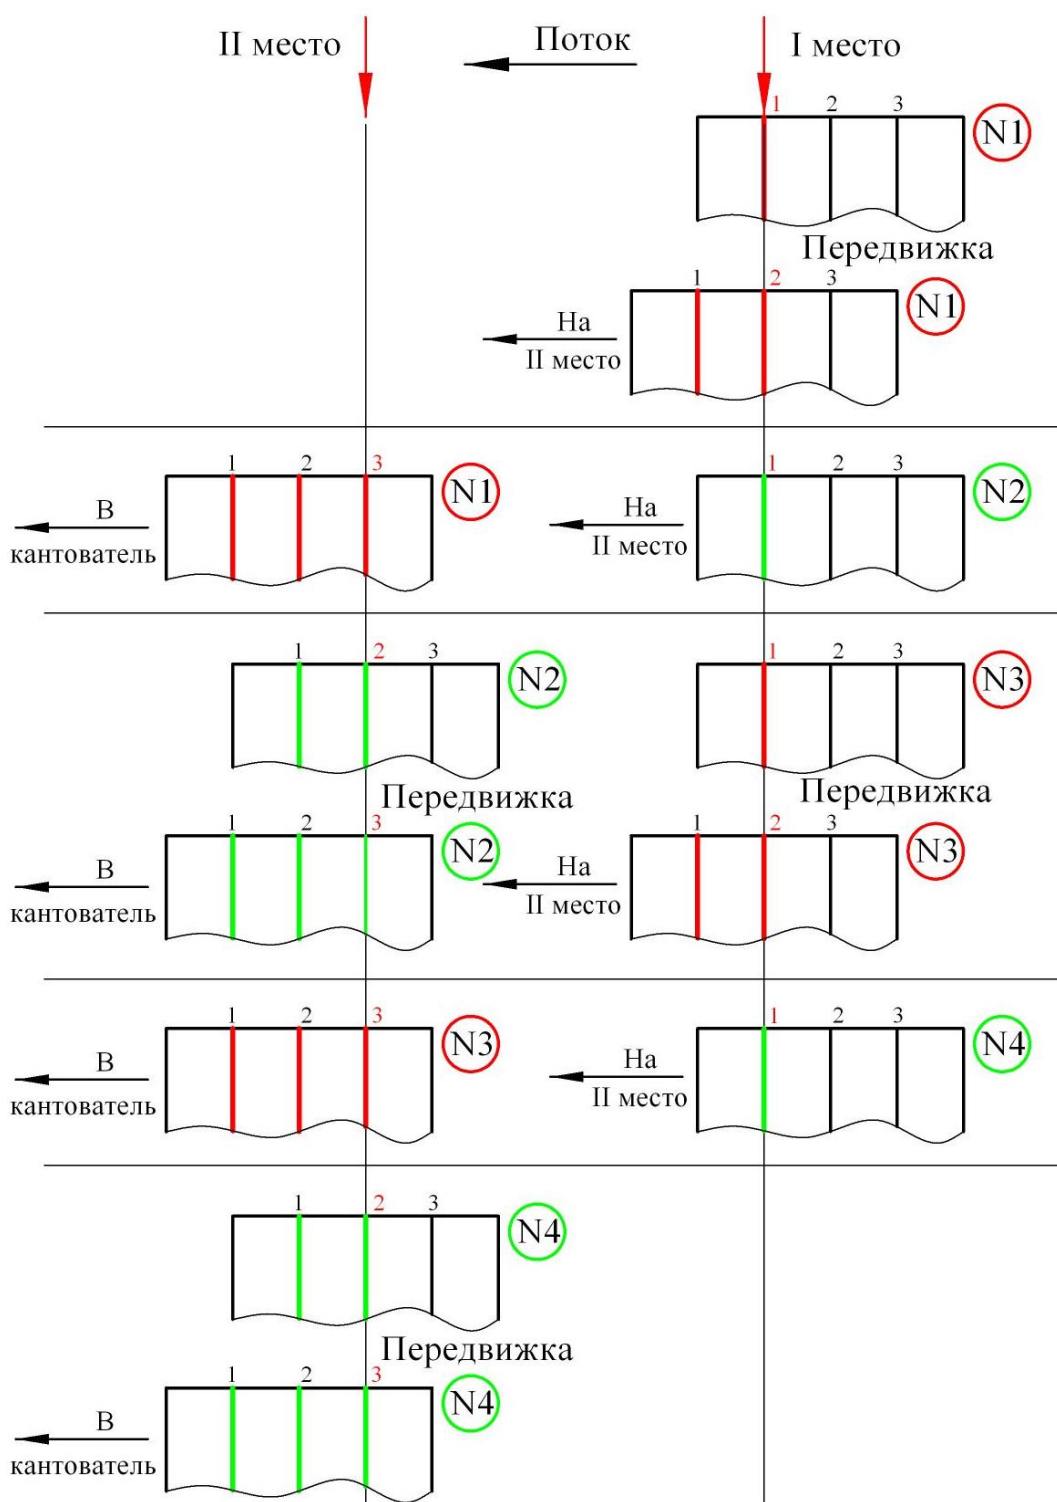 II место Поток I место
1 2 3 N1
Передвижка
1 2 3 N1
На
II место
1 2 3 N1 1 2 3 N2
В На
кантователь II место
1 2 3 N2 1 2 3 N3
Передвижка Передвижка
1 2 3 N2 1 2 3 N3
В На
кантователь II место
1 2 3 N3 1 2 3 N4
В На
кантователь II место
1 2 3 N4
Передвижка
1 2 3 N4
В
кантователь